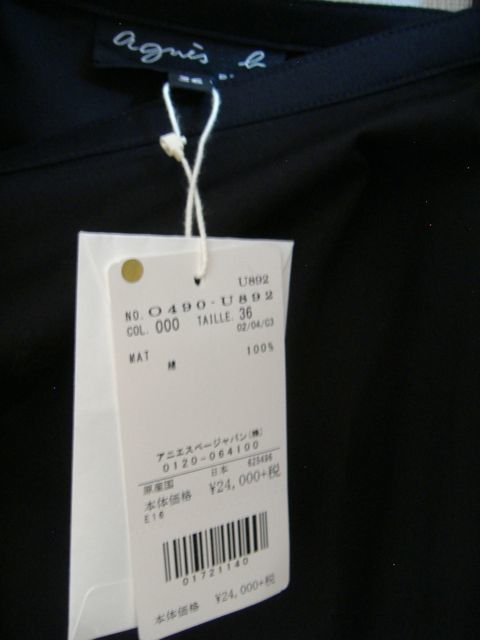 agnès b.
36
U892
NO. O490-U892
COL. 000 TAILLE. 36
02/04/C3
MAT 綿 100%
アニエスベージャパン(株)
0120-064100
原産国 日本 625496
本体価格 ¥24,000+税
E16
01721140
本体価格 ¥24,000+税